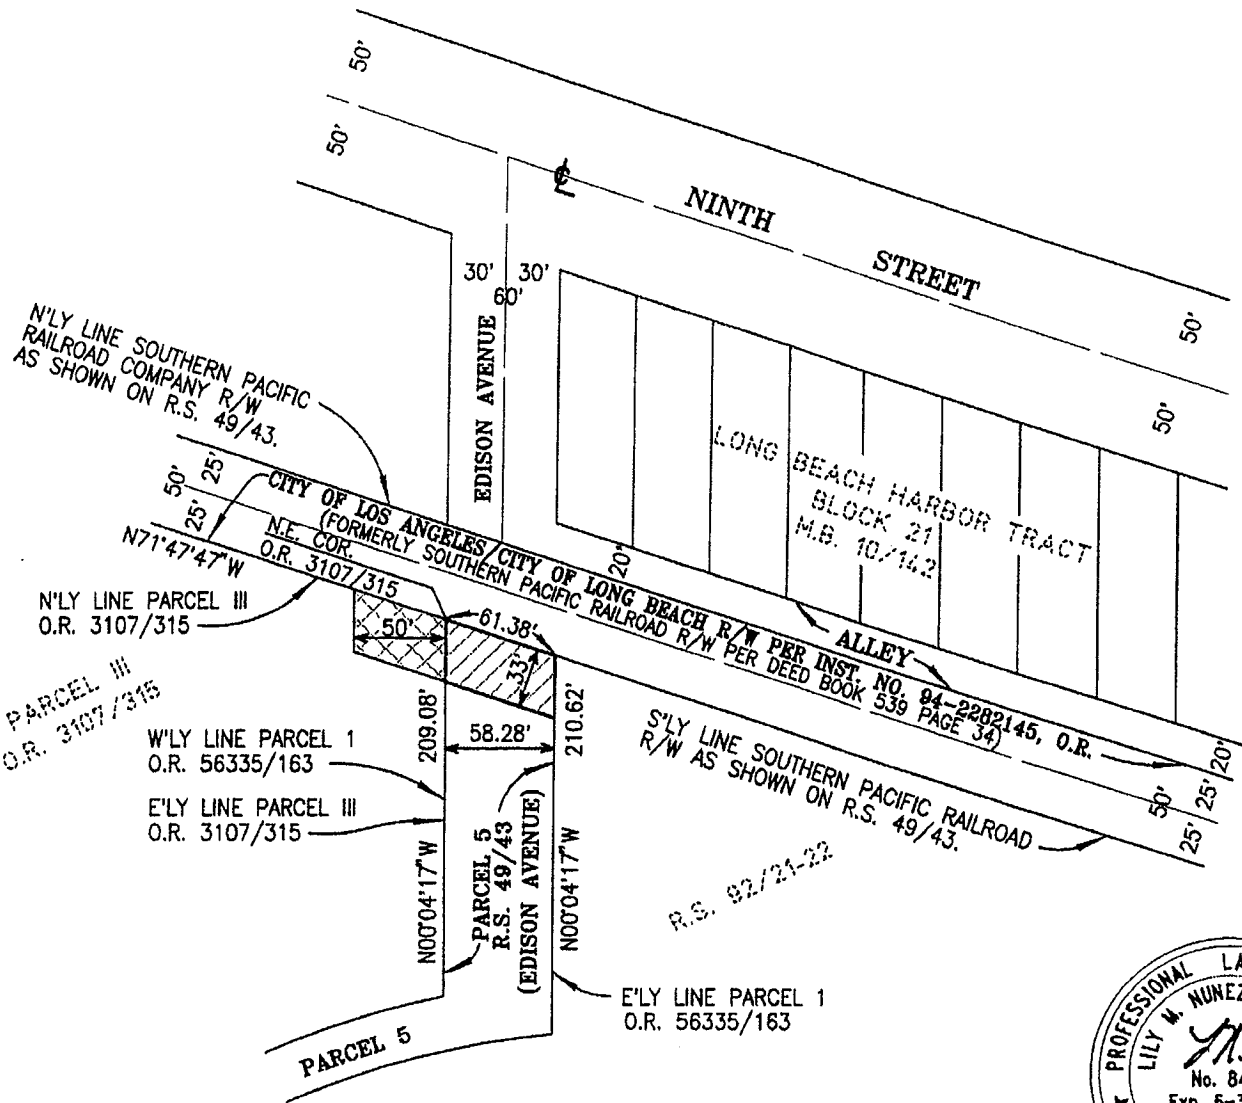 50'
50'
℄
NINTH
STREET
50'
50'
30'
30'
60'
EDISON AVENUE
N'LY LINE SOUTHERN PACIFIC
RAILROAD COMPANY R/W
AS SHOWN ON R.S. 49/43.
50'
25'
25'
N71°47'47"W
CITY OF LOS ANGELES/CITY OF LONG BEACH R/W PER INST. NO. 94-2282145, O.R.
(FORMERLY SOUTHERN PACIFIC RAILROAD R/W PER DEED BOOK 539 PAGE 34)
N.E. COR.
O.R. 3107/315
LONG BEACH HARBOR TRACT
BLOCK 21
M.B. 10/142
20'
ALLEY
N'LY LINE PARCEL III
O.R. 3107/315
50'
61.38'
33'
PARCEL III
O.R. 3107/315
W'LY LINE PARCEL 1
O.R. 56335/163
E'LY LINE PARCEL III
O.R. 3107/315
209.08'
58.28'
210.62'
N00°04'17"W
PARCEL 5
R.S. 49/43
(EDISON AVENUE)
N00°04'17"W
S'LY LINE SOUTHERN PACIFIC RAILROAD
R/W AS SHOWN ON R.S. 49/43.
20'
25'
50'
25'
R.S. 92/21-22
E'LY LINE PARCEL 1
O.R. 56335/163
PARCEL 5
PROFESSIONAL
LILY M. NUNEZ
No.
Exp.